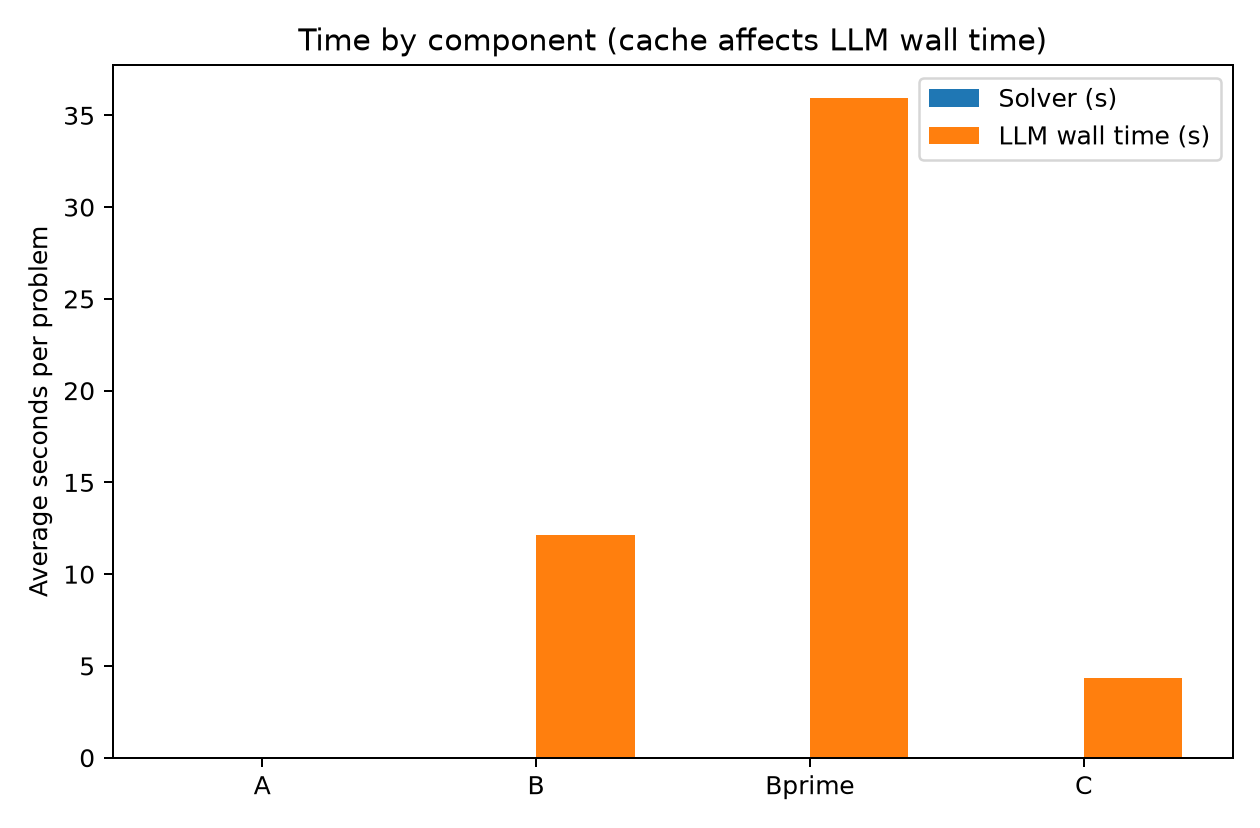 Time by component (cache affects LLM wall time)
Solver (s)
LLM wall time (s)
Average seconds per problem
35
30
25
20
15
10
5
0
A
B
Bprime
C